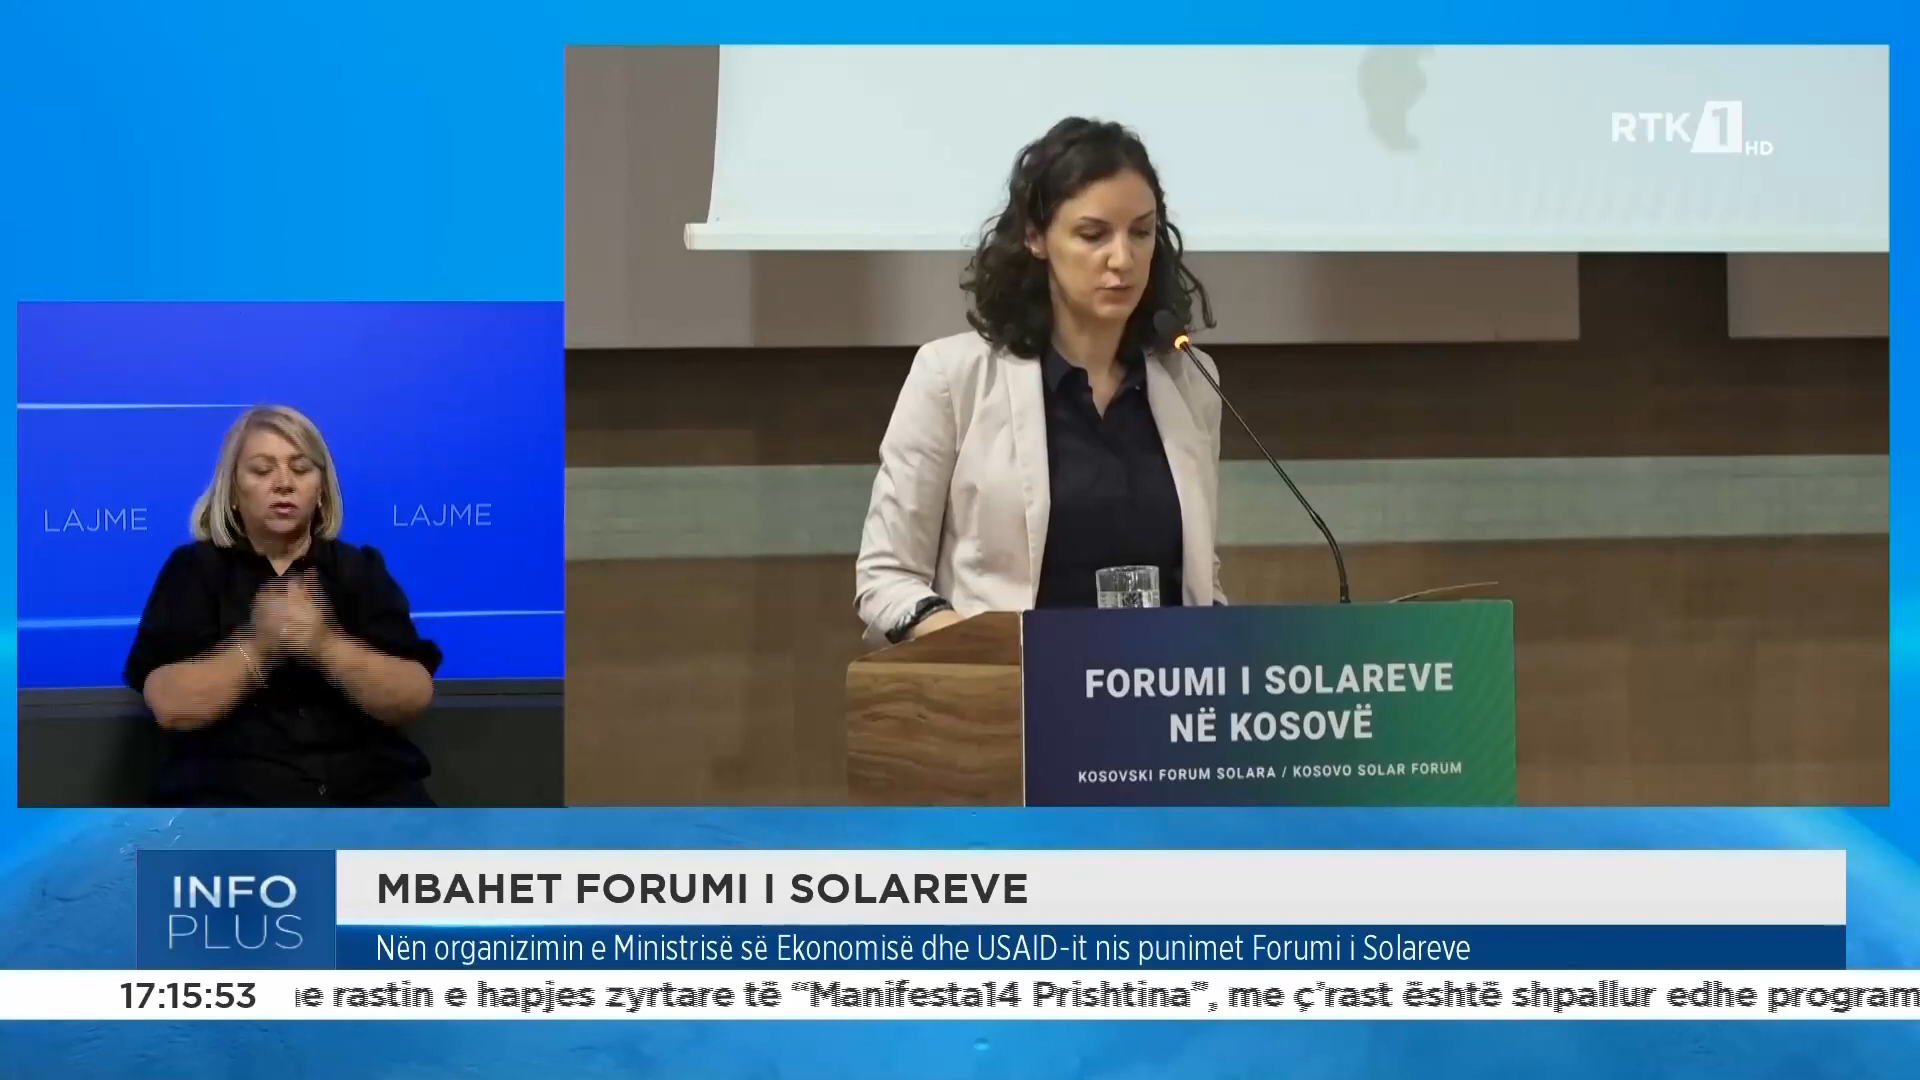 RTK 1 HD
LAJME
LAJME
FORUMI I SOLAREVE
NË KOSOVË
KOSOVSKI FORUM SOLARA / KOSOVO SOLAR FORUM
INFO
PLUS
MBAHET FORUMI I SOLAREVE
Nën organizimin e Ministrisë së Ekonomisë dhe USAID-it nis punimet Forumi i Solareve
17:15:53
rastin e hapjes zyrtare të “Manifesta14 Prishtina”, me ç’rast është shpallur edhe program